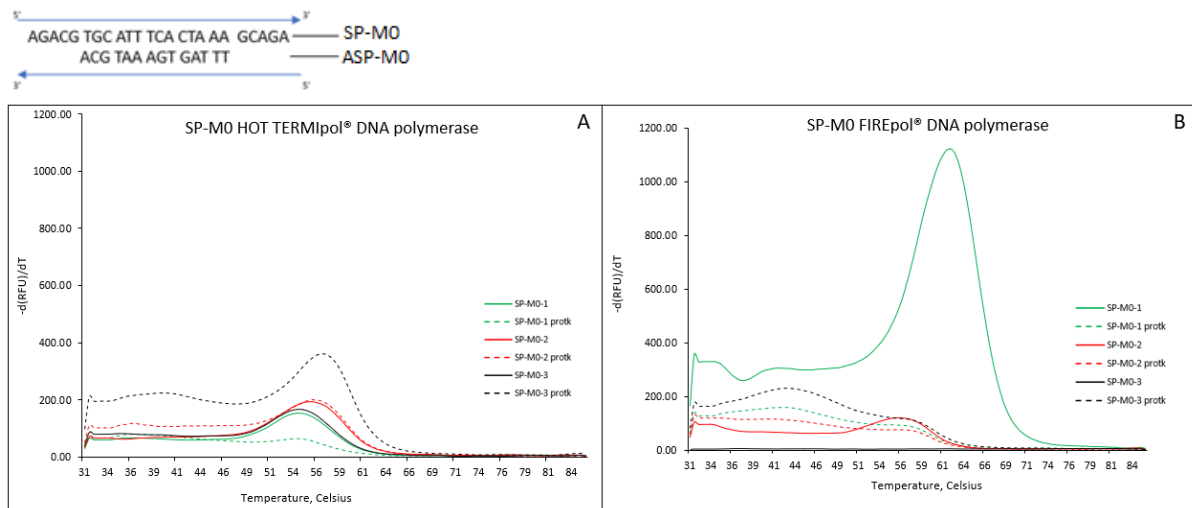 5' 3'
AGACG TGC ATT TCA CTA AA GCAGA SP-M0
ACG TAA AGT GAT TT ASP-M0
3' 5'
SP-M0 HOT TERMIpol® DNA polymerase A
1200.00
1000.00
800.00
600.00
400.00
200.00
0.00
-d(RFU)/dT
SP-M0-1
SP-M0-1 protk
SP-M0-2
SP-M0-2 protk
SP-M0-3
SP-M0-3 protk
31 34 36 39 41 44 46 49 51 54 56 59 61 64 66 69 71 74 76 79 81 84
Temperature, Celsius
SP-M0 FIREpol® DNA polymerase B
1200.00
1000.00
800.00
600.00
400.00
200.00
0.00
-d(RFU)/dT
SP-M0-1
SP-M0-1 protk
SP-M0-2
SP-M0-2 protk
SP-M0-3
SP-M0-3 protk
31 34 36 39 41 44 46 49 51 54 56 59 61 64 66 69 71 74 76 79 81 84
Temperature, Celsius